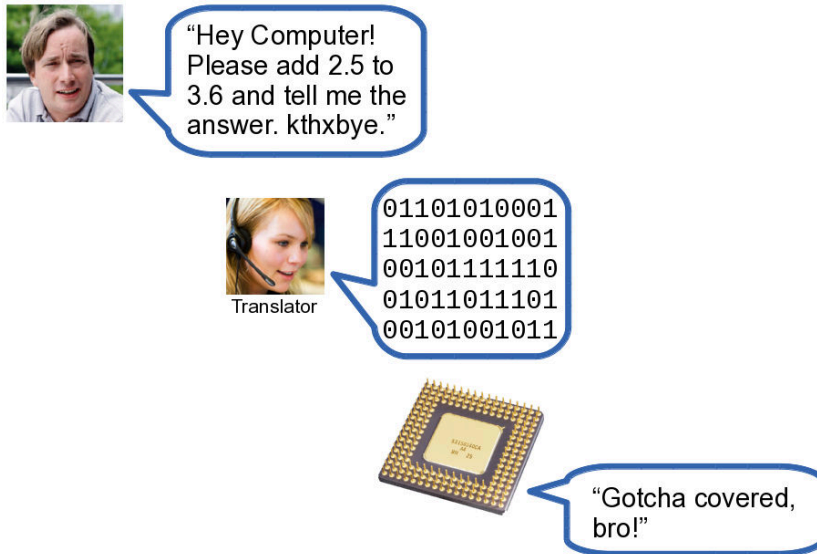 “Hey Computer!
Please add 2.5 to
3.6 and tell me the
answer. kthxbye.”
01101010001
11001001001
00101111110
01011011101
00101001011
Translator
“Gotcha covered,
bro!”